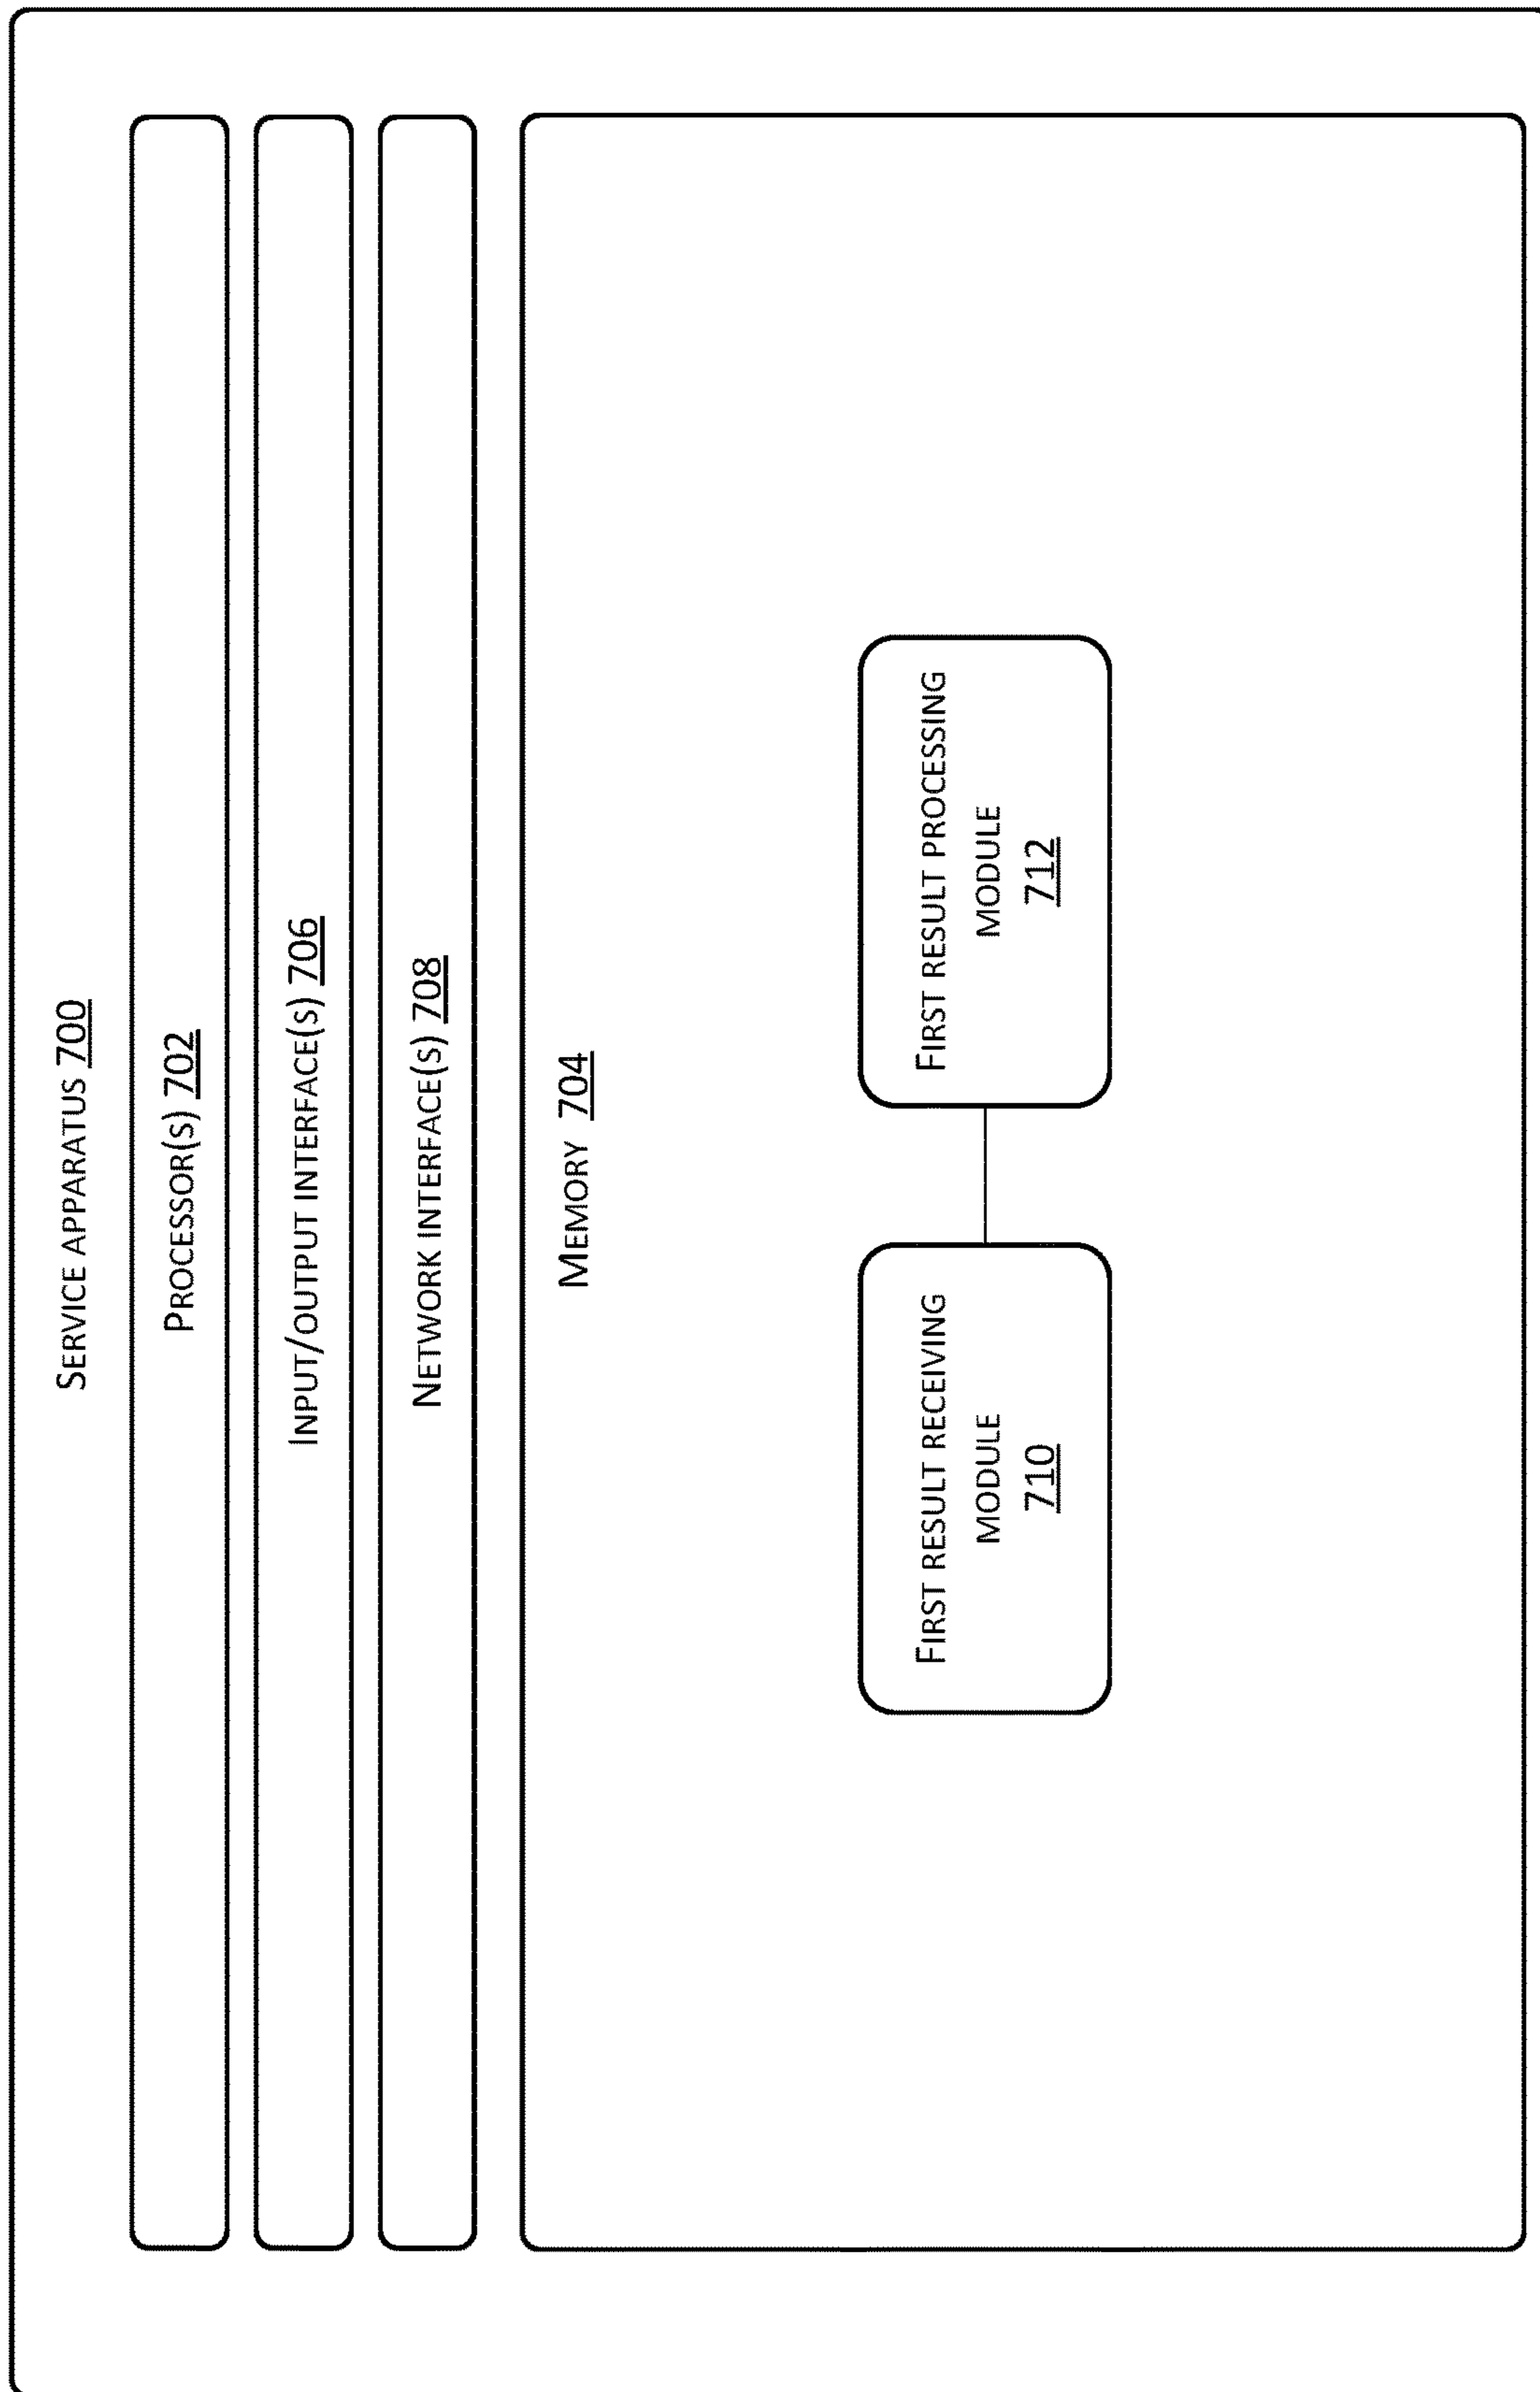 Service apparatus 700
Processor(s) 702
Input/output interface(s) 706
Network interface(s) 708
Memory 704
First result receiving
module
710
First result processing
module
712